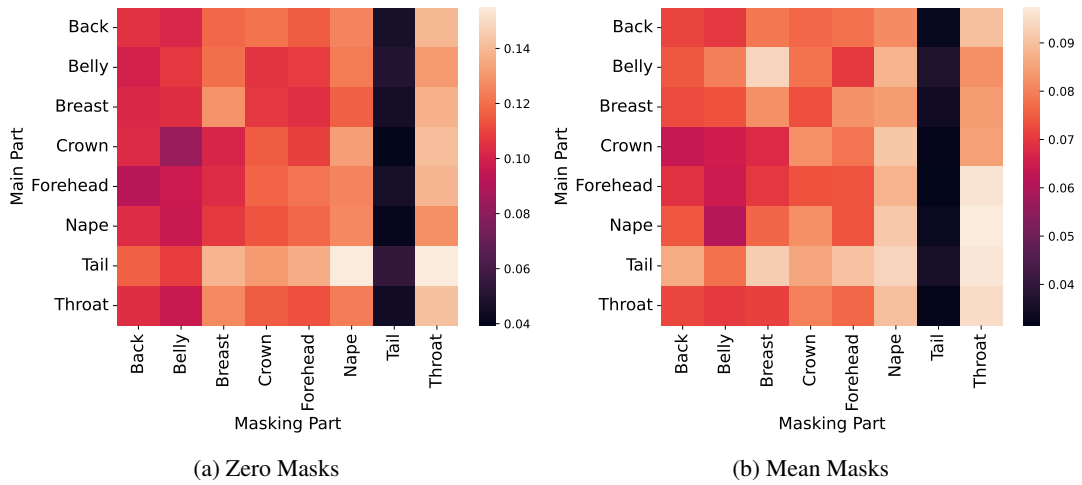 Main Part
Back
Belly
Breast
Crown
Forehead
Nape
Tail
Throat
Back
Belly
Breast
Crown
Forehead
Nape
Tail
Throat
Masking Part
0.14
0.12
0.10
0.08
0.06
0.04
(a) Zero Masks
Main Part
Back
Belly
Breast
Crown
Forehead
Nape
Tail
Throat
Back
Belly
Breast
Crown
Forehead
Nape
Tail
Throat
Masking Part
0.09
0.08
0.07
0.06
0.05
0.04
(b) Mean Masks